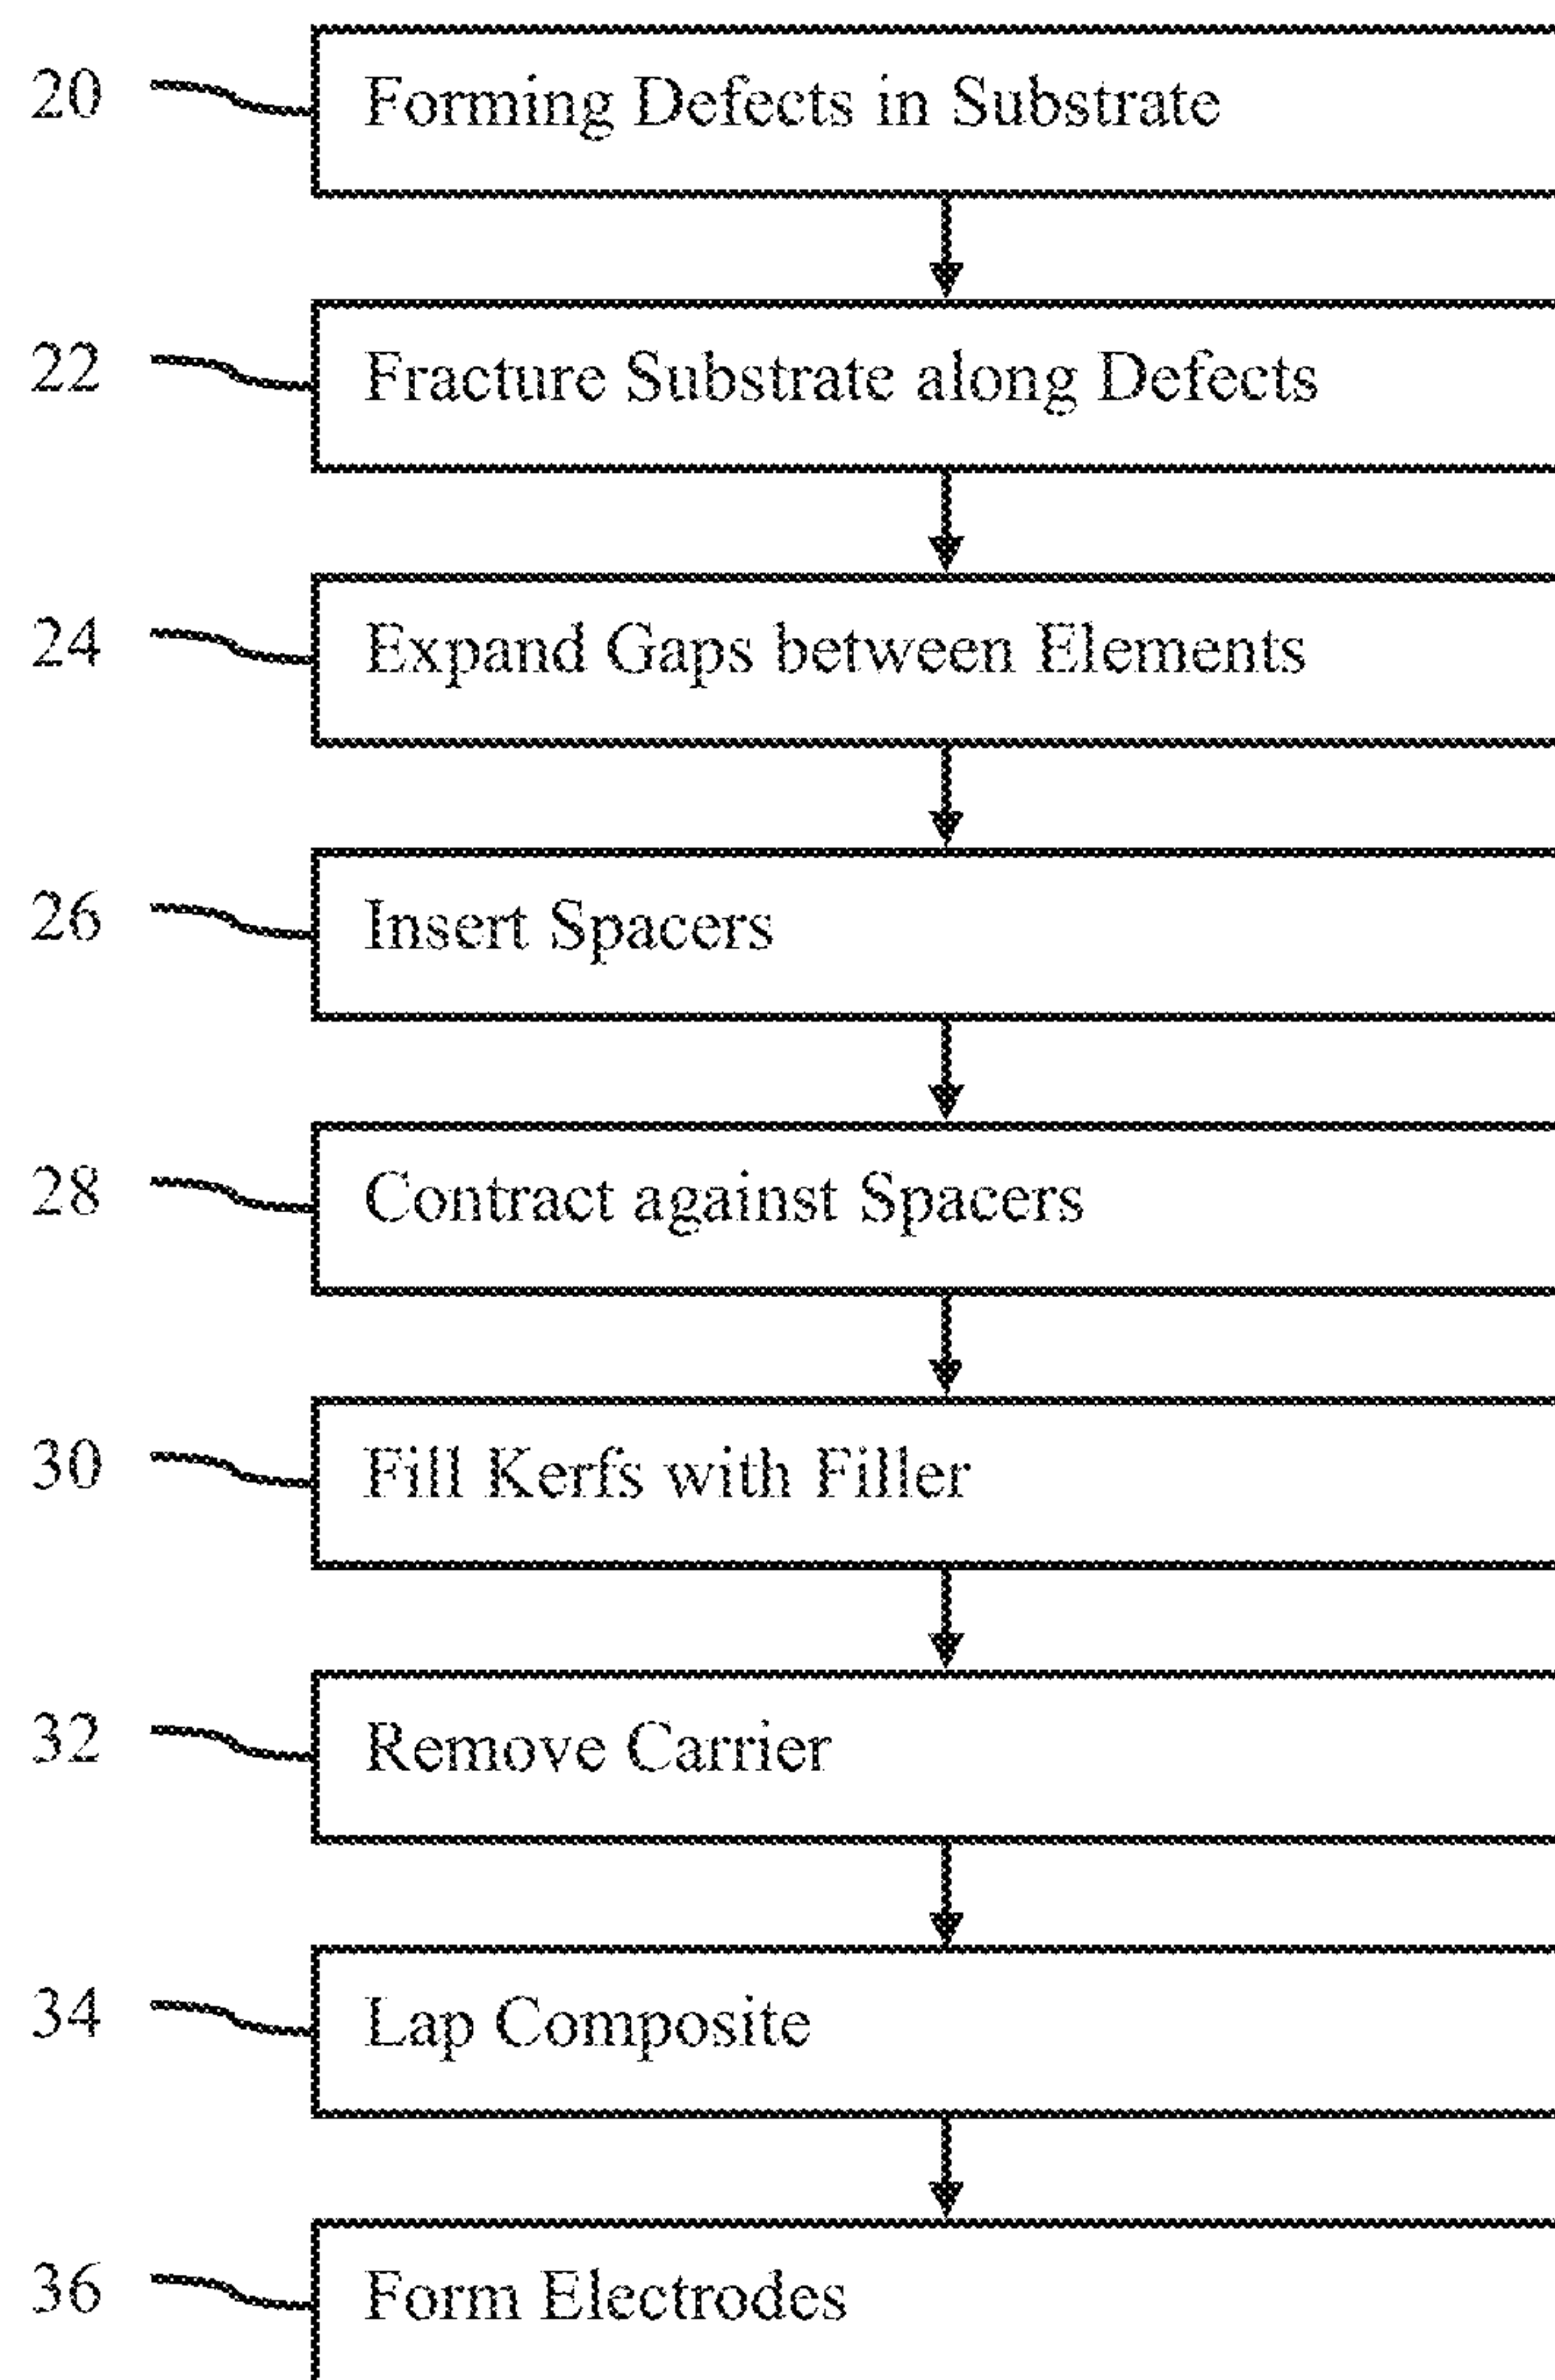 20 Forming Defects in Substrate
22 Fracture Substrate along Defects
24 Expand Gaps between Elements
26 Insert Spacers
28 Contract against Spacers
30 Fill Kerfs with Filler
32 Remove Carrier
34 Lap Composite
36 Form Electrodes